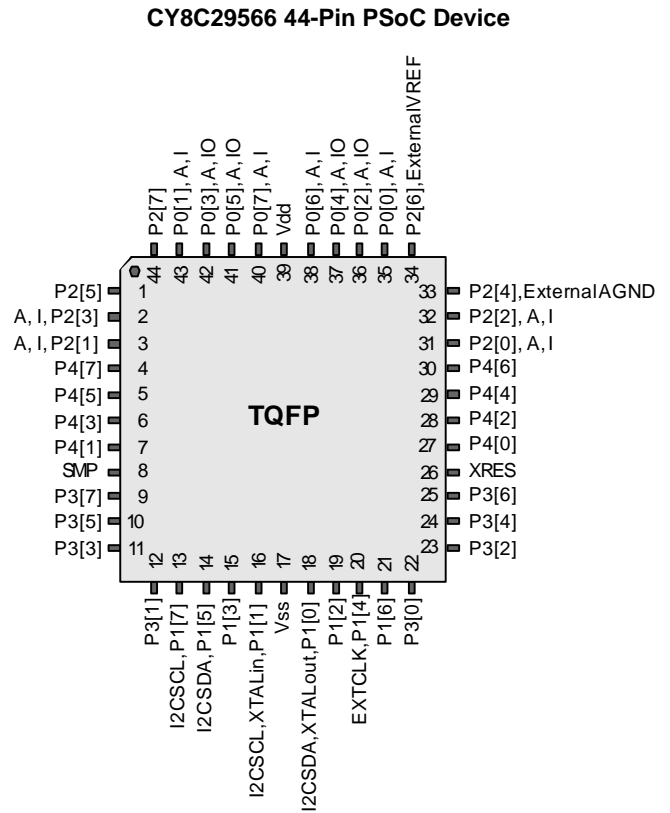 CY8C29566 44-Pin PSoC Device
P2[7]
P0[1], A, I
P0[3], A, IO
P0[5], A, IO
P0[7], A, I
Vdd
P0[6], A, I
P0[4], A, IO
P0[2], A, IO
P0[0], A, I
P2[6], External VREF
44
43
42
41
40
39
38
37
36
35
34
P2[5] 1
A, I, P2[3] 2
A, I, P2[1] 3
P4[7] 4
P4[5] 5
P4[3] 6
P4[1] 7
SMP 8
P3[7] 9
P3[5] 10
P3[3] 11
TQFP
33 P2[4], External AGND
32 P2[2], A, I
31 P2[0], A, I
30 P4[6]
29 P4[4]
28 P4[2]
27 P4[0]
26 XRES
25 P3[6]
24 P3[4]
23 P3[2]
12
13
14
15
16
17
18
19
20
21
22
P3[1]
I2CSCL, P1[7]
I2CSDA, P1[5]
P1[3]
I2CSCL, XTALin, P1[1]
Vss
I2CSDA, XTALout, P1[0]
P1[2]
EXTCLK, P1[4]
P1[6]
P3[0]